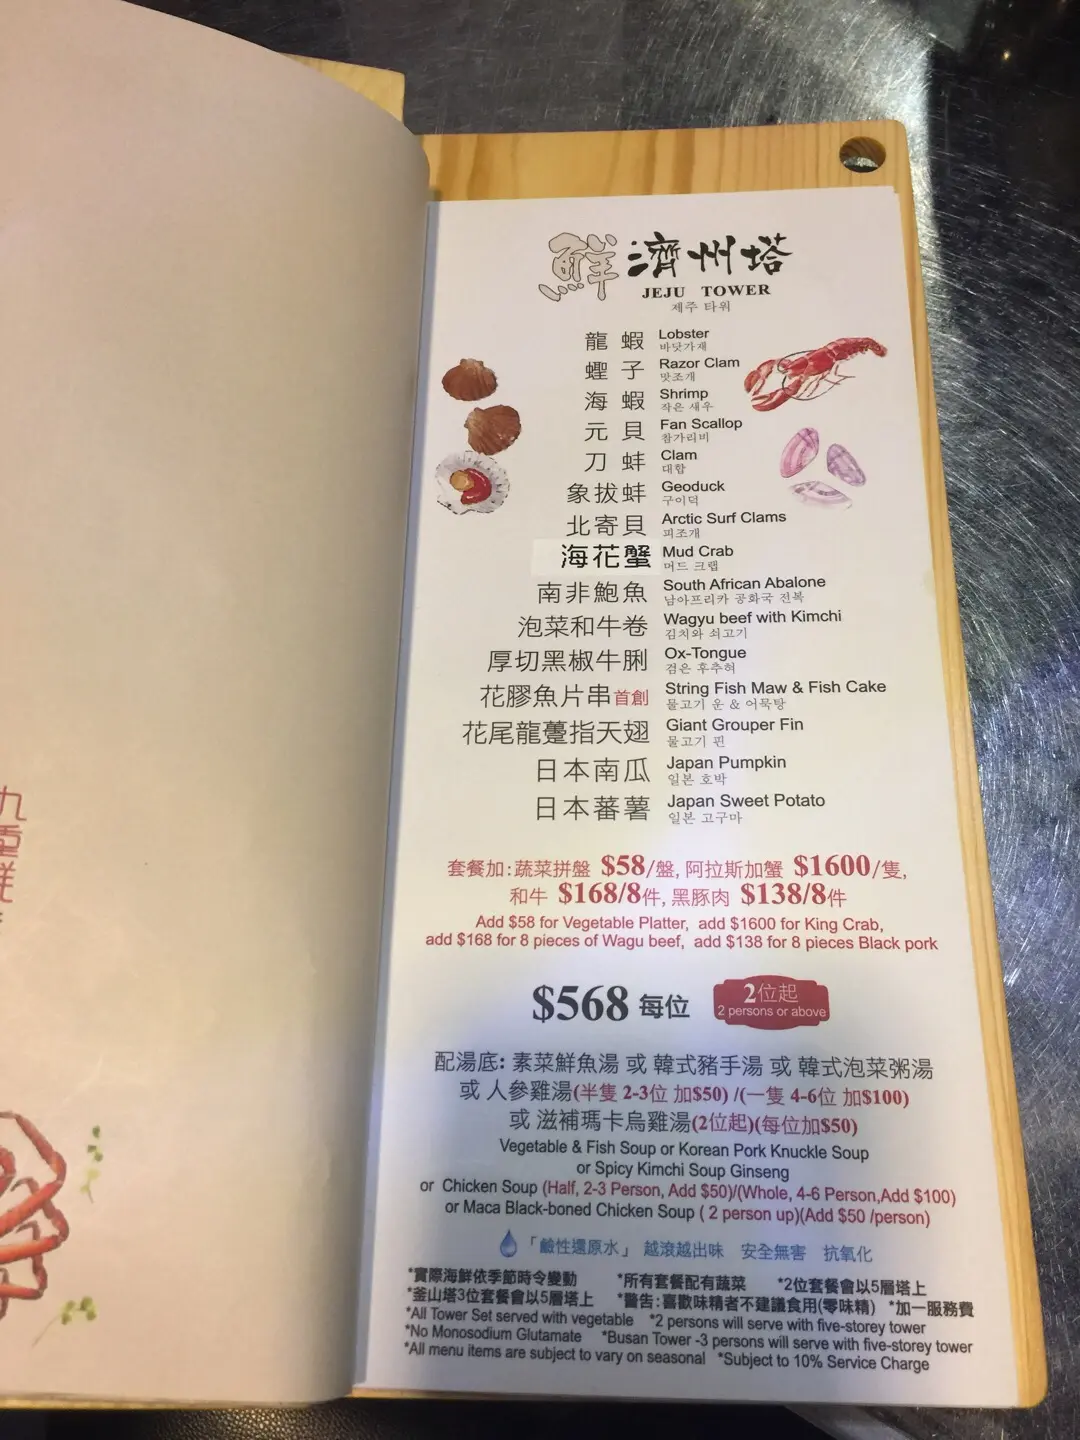 鮮濟州塔
JEJU TOWER
제주 타워
龍蝦 Lobster
바닷가재
蟶子 Razor Clam
맛조개
海蝦 Shrimp
작은 새우
元貝 Fan Scallop
참가리비
刀蚌 Clam
대합
象拔蚌 Geoduck
구이덕
北寄貝 Arctic Surf Clams
피조개
海花蟹 Mud Crab
머드 크랩
南非鮑魚 South African Abalone
남아프리카 공화국 전복
泡菜和牛卷 Wagyu beef with Kimchi
김치와 쇠고기
厚切黑椒牛脷 Ox-Tongue
검은 후추혀
花膠魚片串首創 String Fish Maw & Fish Cake
물고기 운 & 어묵탕
花尾龍躉指天翅 Giant Grouper Fin
물고기 핀
日本南瓜 Japan Pumpkin
일본 호박
日本蕃薯 Japan Sweet Potato
일본 고구마
套餐加:蔬菜拼盤 $58/盤, 阿拉斯加蟹 $1600/隻,
和牛 $168/8件, 黑豚肉 $138/8件
Add $58 for Vegetable Platter, add $1600 for King Crab,
add $168 for 8 pieces of Wagu beef, add $138 for 8 pieces Black pork
$568 每位 2位起
2 persons or above
配湯底: 素菜鮮魚湯 或 韓式豬手湯 或 韓式泡菜粥湯
或 人參雞湯(半隻 2-3位 加$50) /(一隻 4-6位 加$100)
或 滋補瑪卡烏雞湯(2位起)(每位加$50)
Vegetable & Fish Soup or Korean Pork Knuckle Soup
or Spicy Kimchi Soup Ginseng
or Chicken Soup (Half, 2-3 Person, Add $50)/(Whole, 4-6 Person,Add $100)
or Maca Black-boned Chicken Soup ( 2 person up)(Add $50 /person)
「鹼性還原水」 越滾越出味 安全無害 抗氧化
*實際海鮮依季節時令變動 *所有套餐配有蔬菜 *2位套餐會以5層塔上
*釜山塔3位套餐會以5層塔上 *警告:喜歡味精者不建議食用(零味精) *加一服務費
*All Tower Set served with vegetable *2 persons will serve with five-storey tower
*No Monosodium Glutamate *Busan Tower -3 persons will serve with five-storey tower
*All menu items are subject to vary on seasonal *Subject to 10% Service Charge
九
重
鮮